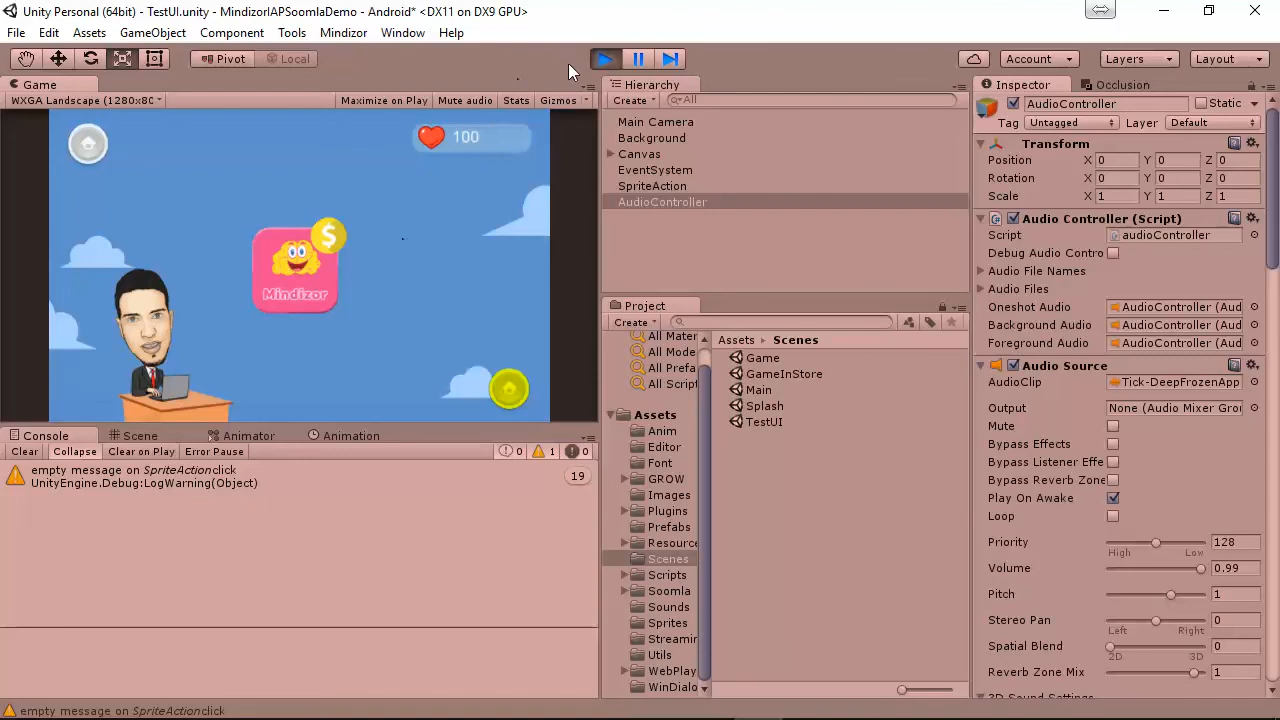 Unity Personal (64bit) - TestUI.unity - MindizorIAPSoomlaDemo - Android* <DX11 on DX9 GPU>
File Edit Assets GameObject Component Tools Mindizor Window Help
Pivot Local Account Layers Layout
Game
WXGA Landscape (1280x80 Maximize on Play Mute audio Stats Gizmos
100
$
Mindizor
Console Scene Animator Animation
Clear Collapse Clear on Play Error Pause 0 1 0
empty message on SpriteActionclick
UnityEngine.Debug:LogWarning(Object)
19
Hierarchy
Create All
Main Camera
Background
Canvas
EventSystem
SpriteAction
AudioController
Project
Create
All Mater
All Mode
All Prefa
All Script
Assets
Anim
Editor
Font
GROW
Images
Plugins
Prefabs
Resource
Scenes
Scripts
Soomla
Sounds
Sprites
Streamin
Utils
WebPlay
WinDialo
Assets Scenes
Game
GameInStore
Main
Splash
TestUI
Inspector Occlusion
AudioController Static
Tag Untagged Layer Default
Transform
Position X 0 Y 0 Z 0
Rotation X 0 Y 0 Z 0
Scale X 1 Y 1 Z 1
Audio Controller (Script)
Script audioController
Debug Audio Contro
Audio File Names
Audio Files
Oneshot Audio AudioController (Aud
Background Audio AudioController (Aud
Foreground Audio AudioController (Aud
Audio Source
AudioClip Tick-DeepFrozenApp
Output None (Audio Mixer Grou
Mute
Bypass Effects
Bypass Listener Effe
Bypass Reverb Zone
Play On Awake
Loop
Priority 128
High Low
Volume 0.99
Pitch 1
Stereo Pan 0
Left Right
Spatial Blend 0
2D 3D
Reverb Zone Mix 1
3D Sound Settings
empty message on SpriteActionclick